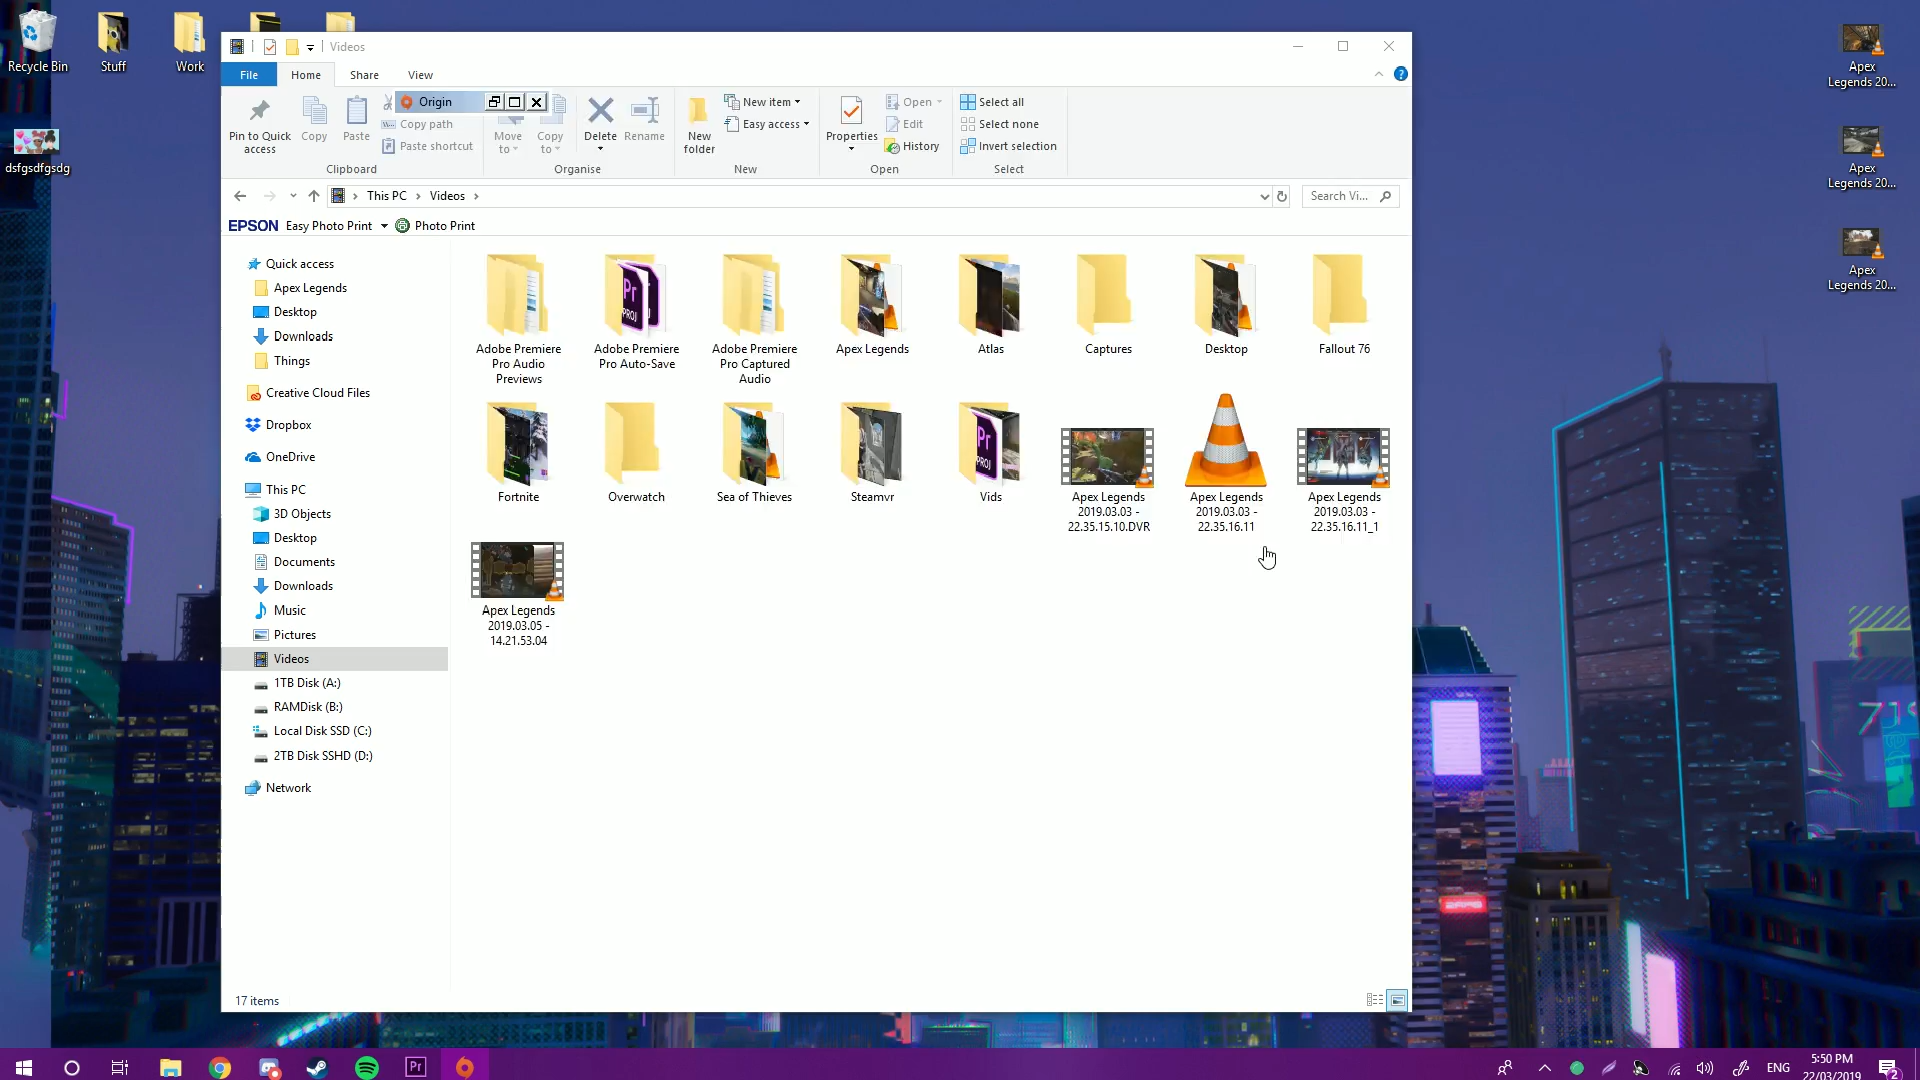 Recycle Bin
Stuff
Work
dsfgsdfgsdg
Videos
File
Home
Share
View
Origin
Pin to Quick
access
Copy
Paste
Copy path
Paste shortcut
Clipboard
Move
to
Copy
to
Delete
Rename
Organise
New
folder
New item
Easy access
New
Properties
Open
Edit
History
Open
Select all
Select none
Invert selection
Select
This PC
Videos
Search Vi...
EPSON
Easy Photo Print
Photo Print
Quick access
Apex Legends
Desktop
Downloads
Things
Creative Cloud Files
Dropbox
OneDrive
This PC
3D Objects
Desktop
Documents
Downloads
Music
Pictures
Videos
1TB Disk (A:)
RAMDisk (B:)
Local Disk SSD (C:)
2TB Disk SSHD (D:)
Network
Adobe Premiere
Pro Audio
Previews
Adobe Premiere
Pro Auto-Save
Adobe Premiere
Pro Captured
Audio
Apex Legends
Atlas
Captures
Desktop
Fallout 76
Fortnite
Overwatch
Sea of Thieves
Steamvr
Vids
Apex Legends
2019.03.03 -
22.35.15.10.DVR
Apex Legends
2019.03.03 -
22.35.16.11
Apex Legends
2019.03.03 -
22.35.16.11_1
Apex Legends
2019.03.05 -
14.21.53.04
17 items
Apex
Legends 20...
Apex
Legends 20...
Apex
Legends 20...
Pr
ENG
5:50 PM
22/03/2019
2